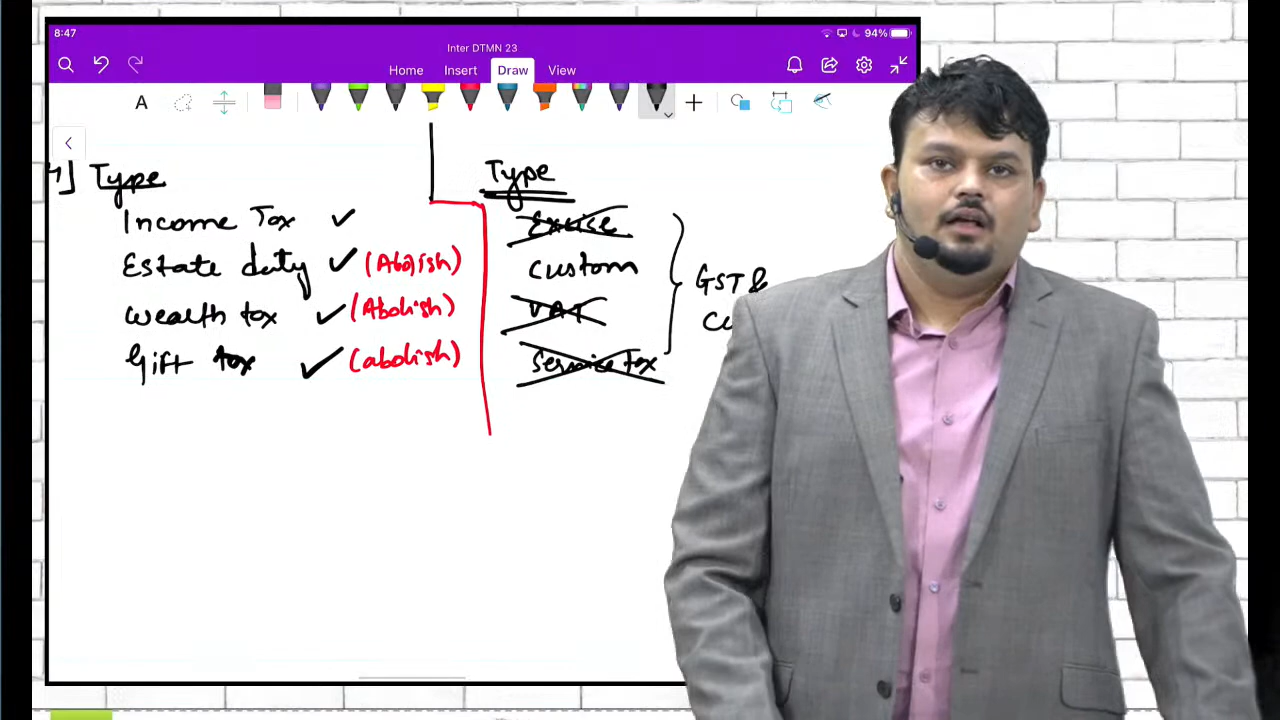 8:47
94%
Inter DTMN 23
Home Insert Draw View
A
4] Type
Income Tax
Estate duty (Abolish)
wealth tax (Abolish)
Gift tax (abolish)
Type
Excise
custom
VAT
Service Tax
GST &